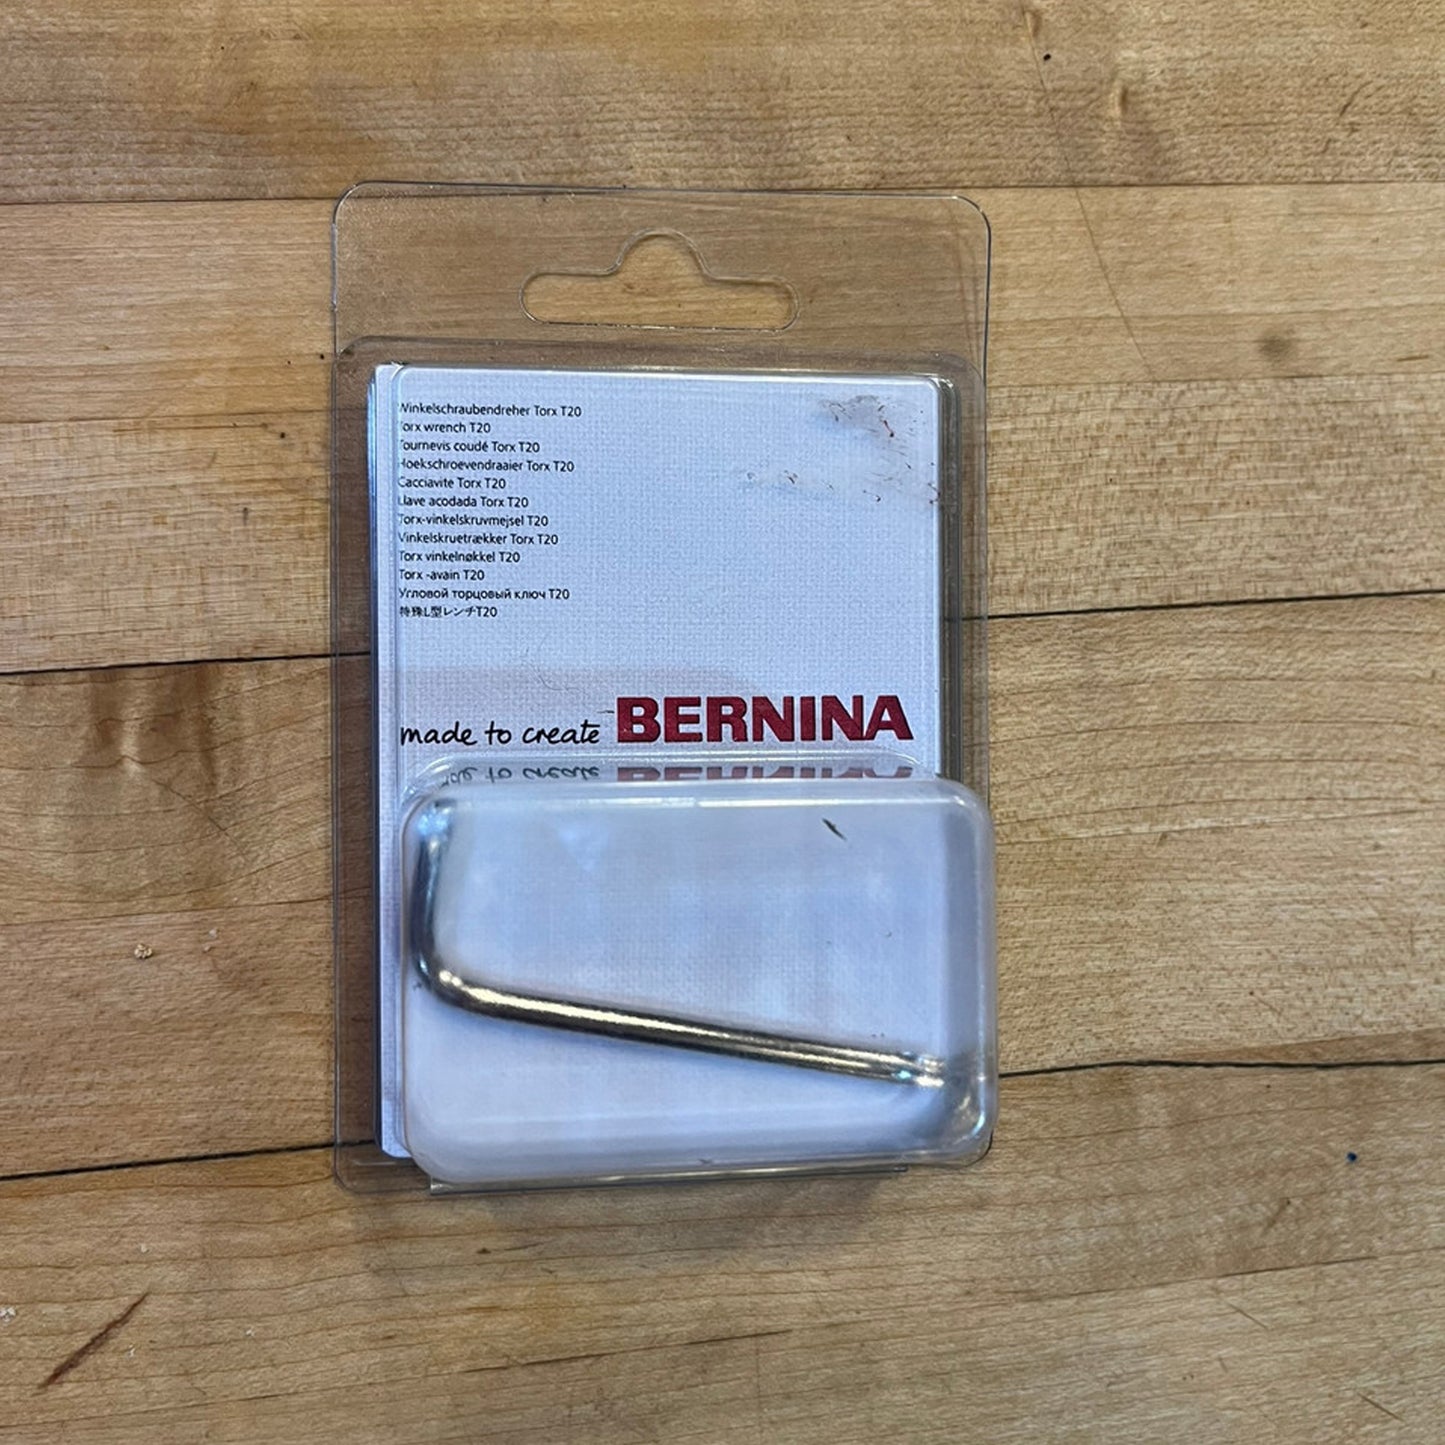 Winkelschraubendreher Torx T20
Torx wrench T20
Tournevis coudé Torx T20
Hoekschroevendraaier Torx T20
Cacciavite Torx T20
Llave acodada Torx T20
Torx-vinkelskruvmejsel T20
Vinkelskruetrækker Torx T20
Torx vinkelnøkkel T20
Torx -avain T20
Угловой торцовый ключ T20
特殊L型レンチT20
made to create BERNINA